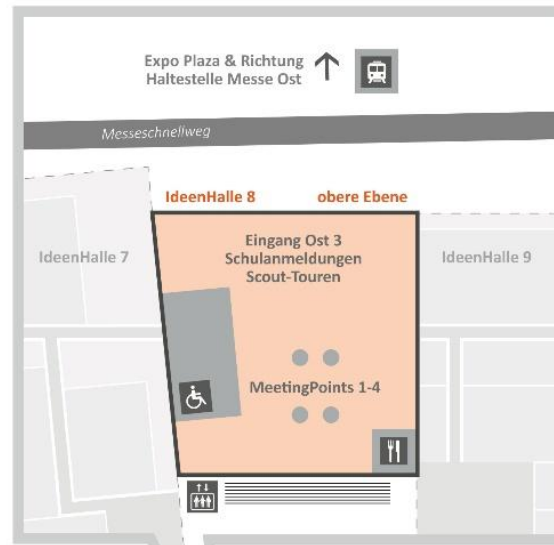 Expo Plaza & Richtung
Haltestelle Messe Ost
Messeschnellweg
IdeenHalle 8
obere Ebene
IdeenHalle 7
Eingang Ost 3
Schulanmeldungen
Scout-Touren
IdeenHalle 9
MeetingPoints 1-4